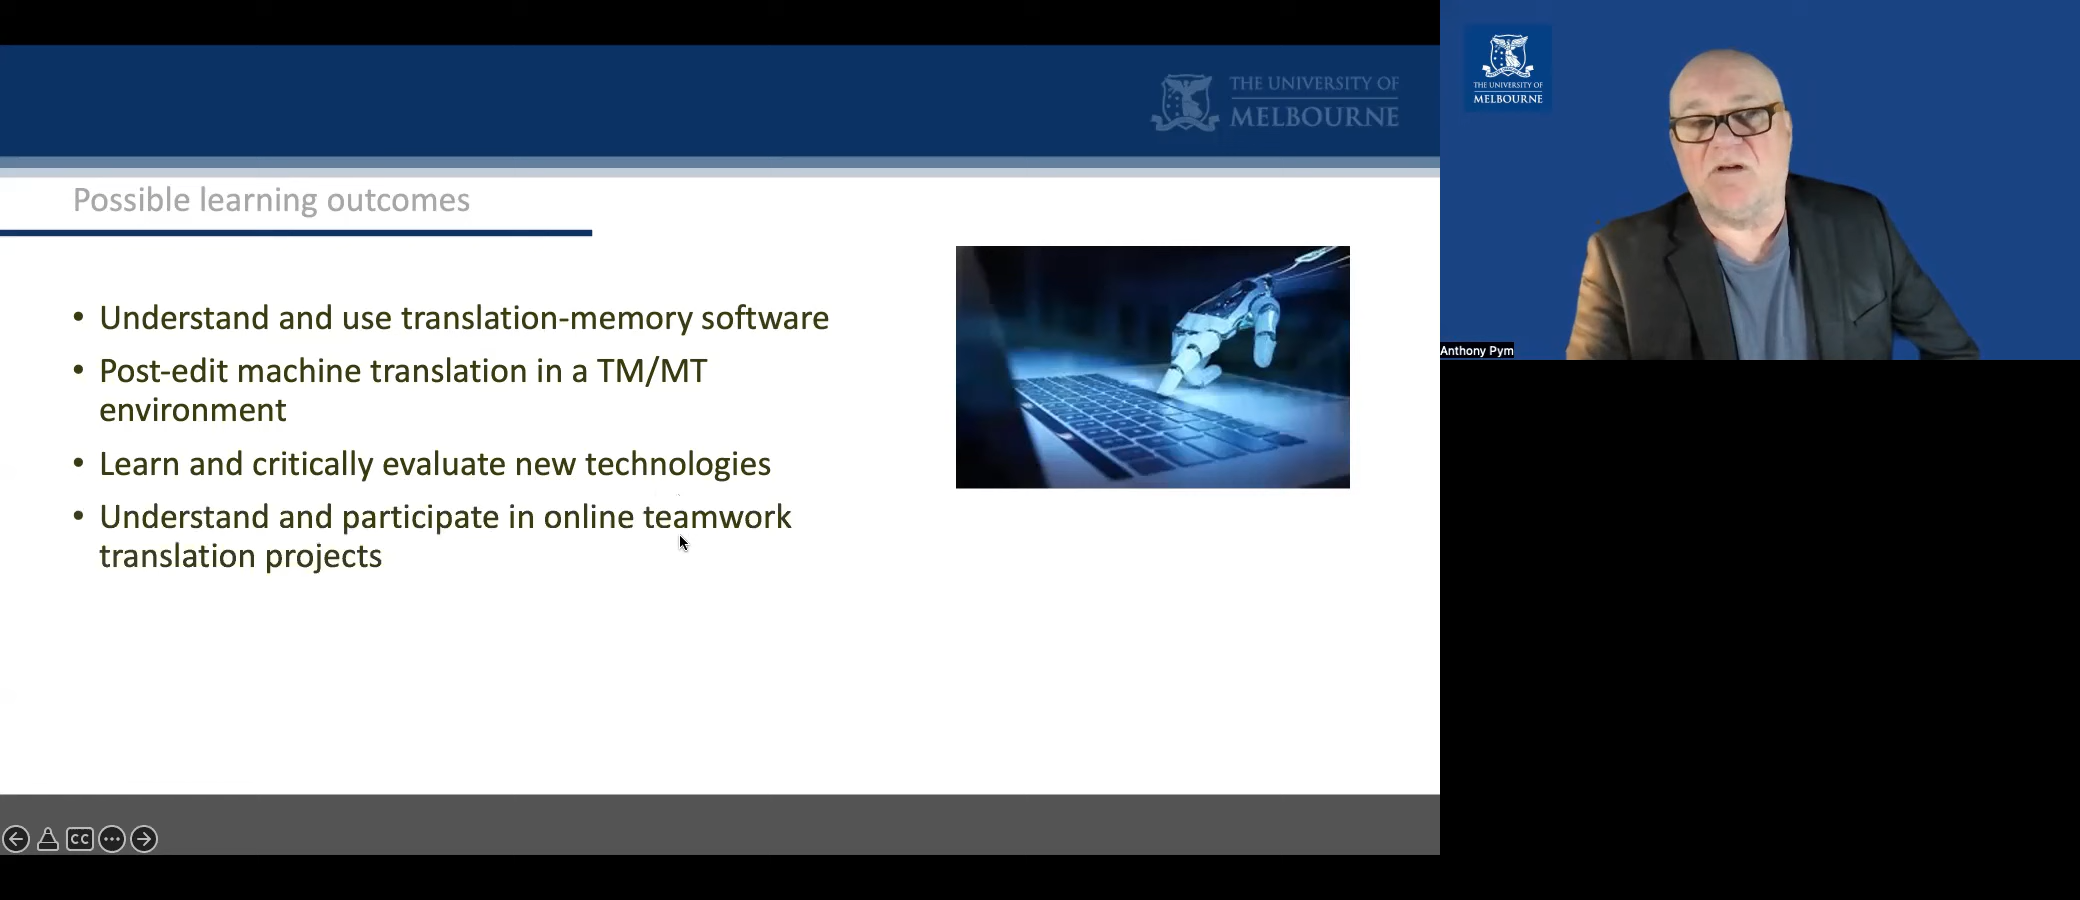 THE UNIVERSITY OF
MELBOURNE
Possible learning outcomes
• Understand and use translation-memory software
• Post-edit machine translation in a TM/MT
environment
• Learn and critically evaluate new technologies
• Understand and participate in online teamwork
translation projects
CC
THE UNIVERSITY OF
MELBOURNE
Anthony Pym